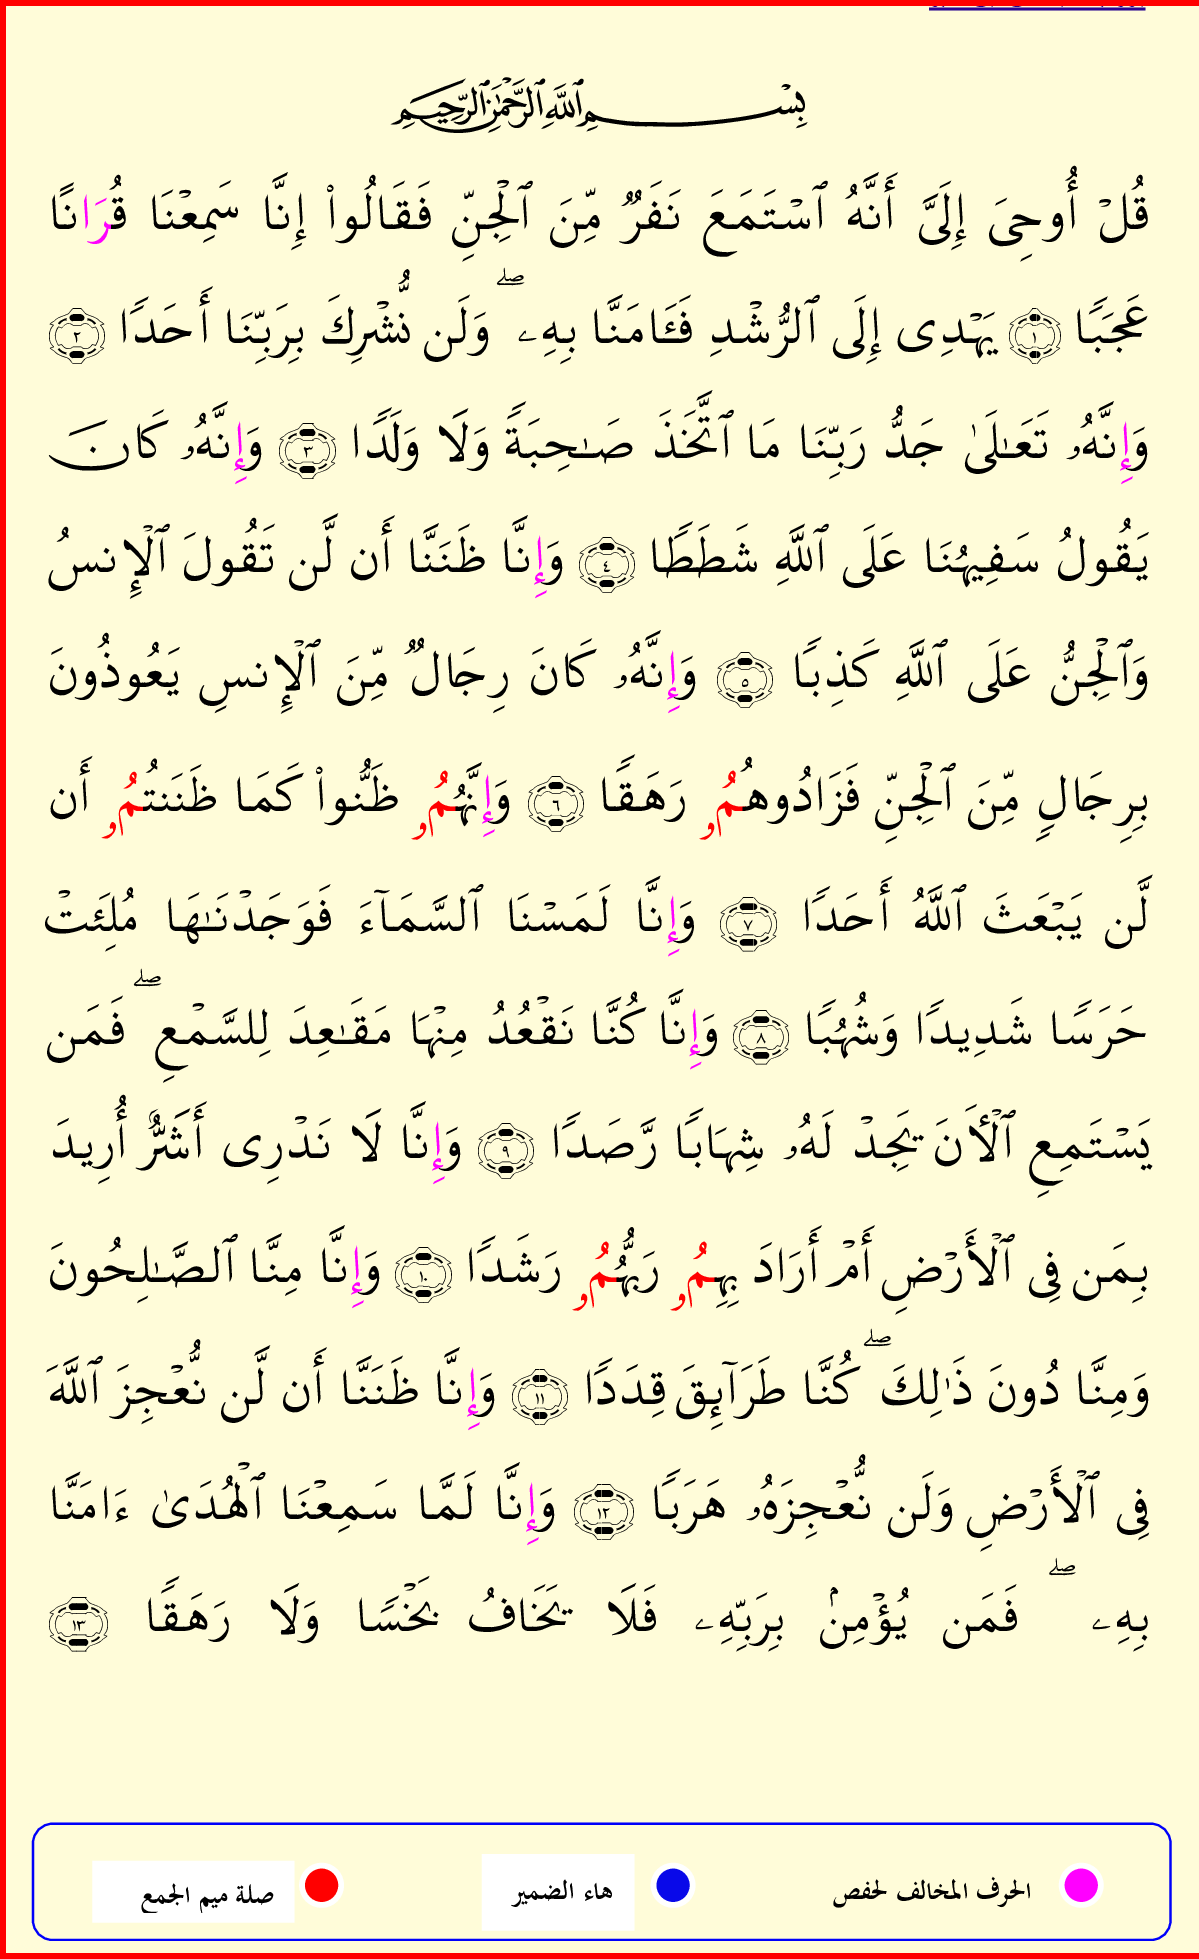 بِسْمِ ٱللَّهِ ٱلرَّحْمَٰنِ ٱلرَّحِيمِ
قُلْ أُوحِىَ إِلَىَّ أَنَّهُ ٱسْتَمَعَ نَفَرٌ مِّنَ ٱلْجِنِّ فَقَالُوا۟ إِنَّا سَمِعْنَا قُرَانًا
عَجَبًا ١ يَهْدِى إِلَى ٱلرُّشْدِ فَـَٔامَنَّا بِهِۦ ۖ وَلَن نُّشْرِكَ بِرَبِّنَا أَحَدًا ٢
وَإِنَّهُۥ تَعَـٰلَىٰ جَدُّ رَبِّنَا مَا ٱتَّخَذَ صَـٰحِبَةً وَلَا وَلَدًا ٣ وَإِنَّهُۥ كَان
يَقُولُ سَفِيهُنَا عَلَى ٱللَّهِ شَطَطًا ٤ وَإِنَّا ظَنَنَّا أَن لَّن تَقُولَ ٱلْإِنسُ
وَٱلْجِنُّ عَلَى ٱللَّهِ كَذِبًا ٥ وَإِنَّهُۥ كَانَ رِجَالٌ مِّنَ ٱلْإِنسِ يَعُوذُونَ
بِرِجَالٍ مِّنَ ٱلْجِنِّ فَزَادُوهُمُۥ رَهَقًا ٦ وَإِنَّهُمُۥ ظَنُّوا۟ كَمَا ظَنَنتُمُۥ أَن
لَّن يَبْعَثَ ٱللَّهُ أَحَدًا ٧ وَإِنَّا لَمَسْنَا ٱلسَّمَآءَ فَوَجَدْنَـٰهَا مُلِئَتْ
حَرَسًا شَدِيدًا وَشُهُبًا ٨ وَإِنَّا كُنَّا نَقْعُدُ مِنْهَا مَقَـٰعِدَ لِلسَّمْعِ ۖ فَمَن
يَسْتَمِعِ ٱلْـَٔانَ يَجِدْ لَهُۥ شِهَابًا رَّصَدًا ٩ وَإِنَّا لَا نَدْرِى أَشَرٌّ أُرِيدَ
بِمَن فِى ٱلْأَرْضِ أَمْ أَرَادَ بِهِمُۥ رَبُّهُمُۥ رَشَدًا ١٠ وَإِنَّا مِنَّا ٱلصَّـٰلِحُونَ
وَمِنَّا دُونَ ذَٰلِكَ ۖ كُنَّا طَرَآئِقَ قِدَدًا ١١ وَإِنَّا ظَنَنَّا أَن لَّن نُّعْجِزَ ٱللَّهَ
فِى ٱلْأَرْضِ وَلَن نُّعْجِزَهُۥ هَرَبًا ١٢ وَإِنَّا لَمَّا سَمِعْنَا ٱلْهُدَىٰ ءَامَنَّا
بِهِۦ ۖ فَمَن يُؤْمِنۢ بِرَبِّهِۦ فَلَا يَخَافُ بَخْسًا وَلَا رَهَقًا ١٣
الحرف المخالف لحفص
هاء الضمير
صلة ميم الجمع